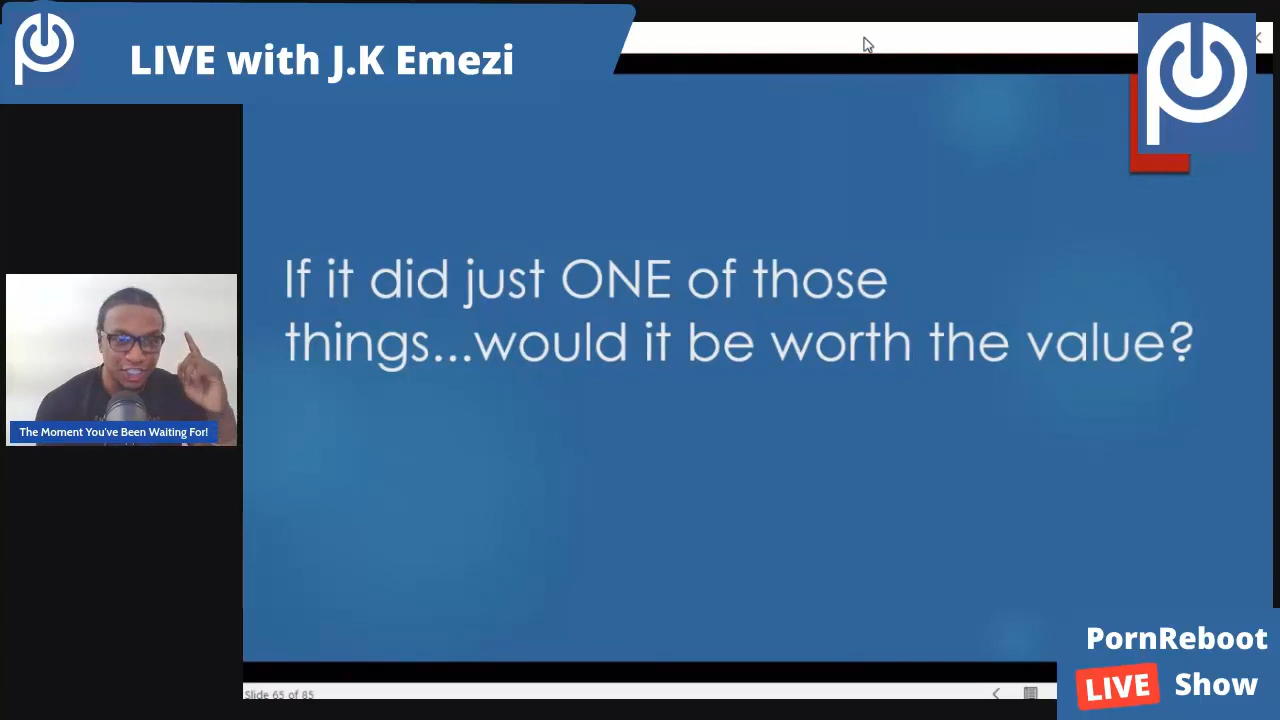 LIVE with J.K Emezi
If it did just ONE of those
things...would it be worth the value?
The Moment You've Been Waiting For!
Slide 65 of 85
PornReboot
LIVE Show